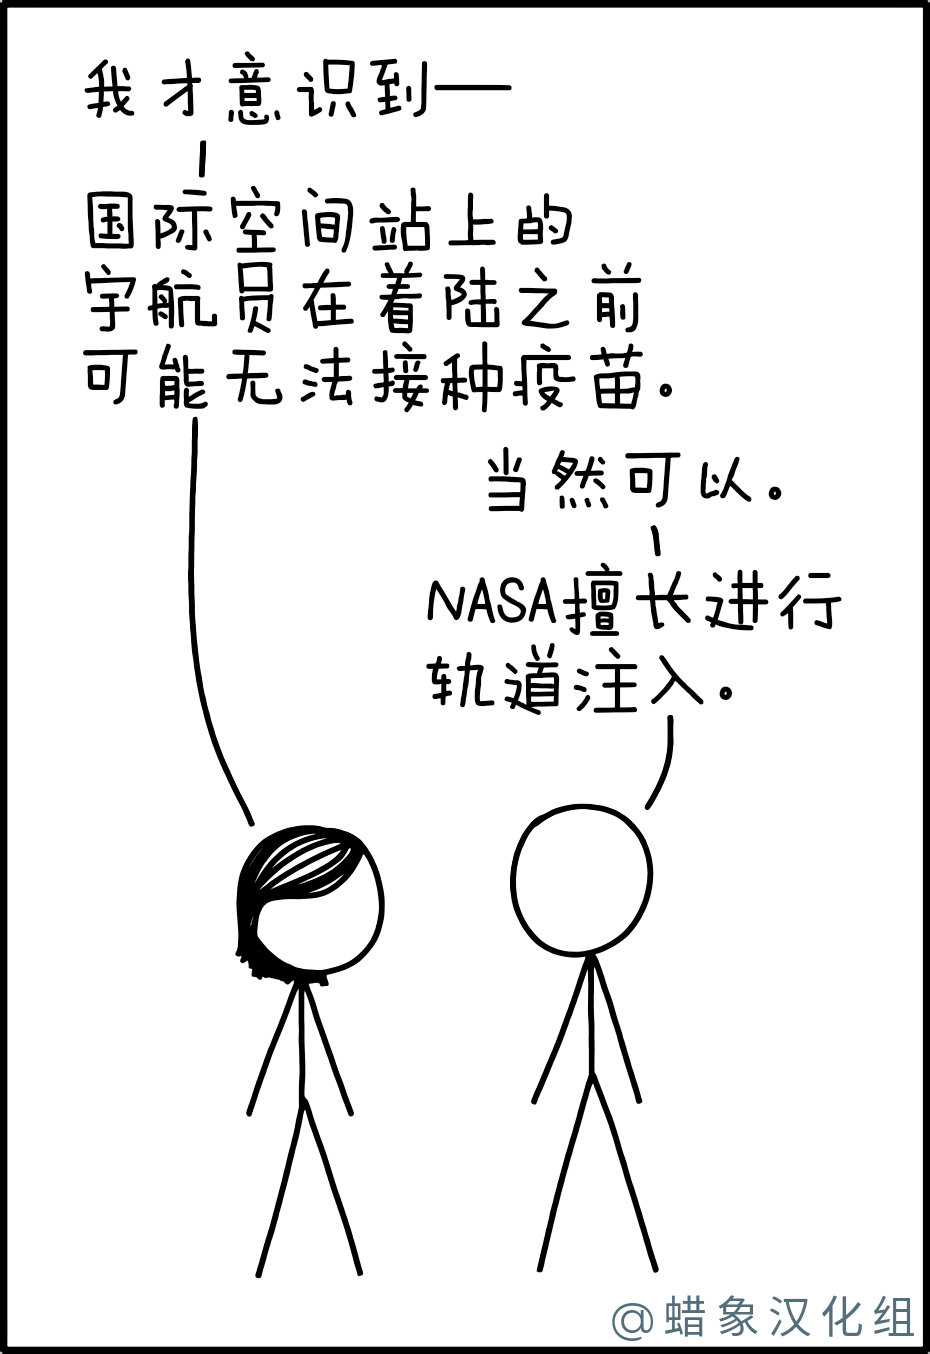 我才意识到——
国际空间站上的
宇航员在着陆之前
可能无法接种疫苗。
当然可以。
NASA擅长进行
轨道注入。
@蜡象汉化组